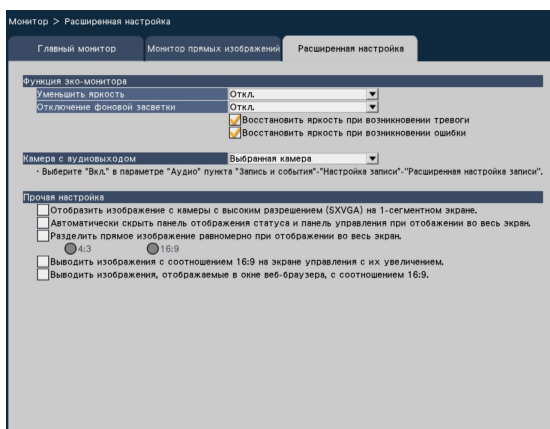 Монитор > Расширенная настройка
Главный монитор Монитор прямых изображений Расширенная настройка
Функция эко-монитора
Уменьшить яркость Откл.
Отключение фоновой засветки Откл.
Восстановить яркость при возникновении тревоги
Восстановить яркость при возникновении ошибки
Камера с аудиовыходом Выбранная камера
· Выберите "Вкл." в параметре "Аудио" пункта "Запись и события"-"Настройка записи"-"Расширенная настройка записи".
Прочая настройка
Отобразить изображение с камеры с высоким разрешением (SXVGA) на 1-сегментном экране.
Автоматически скрыть панель отображения статуса и панель управления при отобажении во весь экран.
Разделить прямое изображение равномерно при отображении во весь экран.
4:3 16:9
Выводить изображения с соотношением 16:9 на экране управления с их увеличением.
Выводить изображения, отображаемые в окне веб-браузера, с соотношением 16:9.